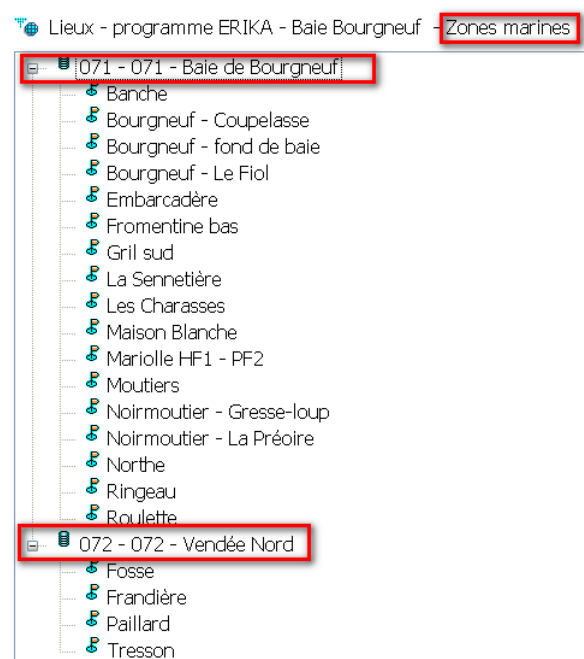 Lieux - programme ERIKA - Baie Bourgneuf - Zones marines
071 - 071 - Baie de Bourgneuf
Banche
Bourgneuf - Coupelasse
Bourgneuf - fond de baie
Bourgneuf - Le Fiol
Embarcadère
Fromentine bas
Gril sud
La Sennetière
Les Charasses
Maison Blanche
Mariolle HF1 - PF2
Moutiers
Noirmoutier - Gresse-loup
Noirmoutier - La Préoire
Northe
Ringeau
Roulette
072 - 072 - Vendée Nord
Fosse
Frandière
Paillard
Tresson